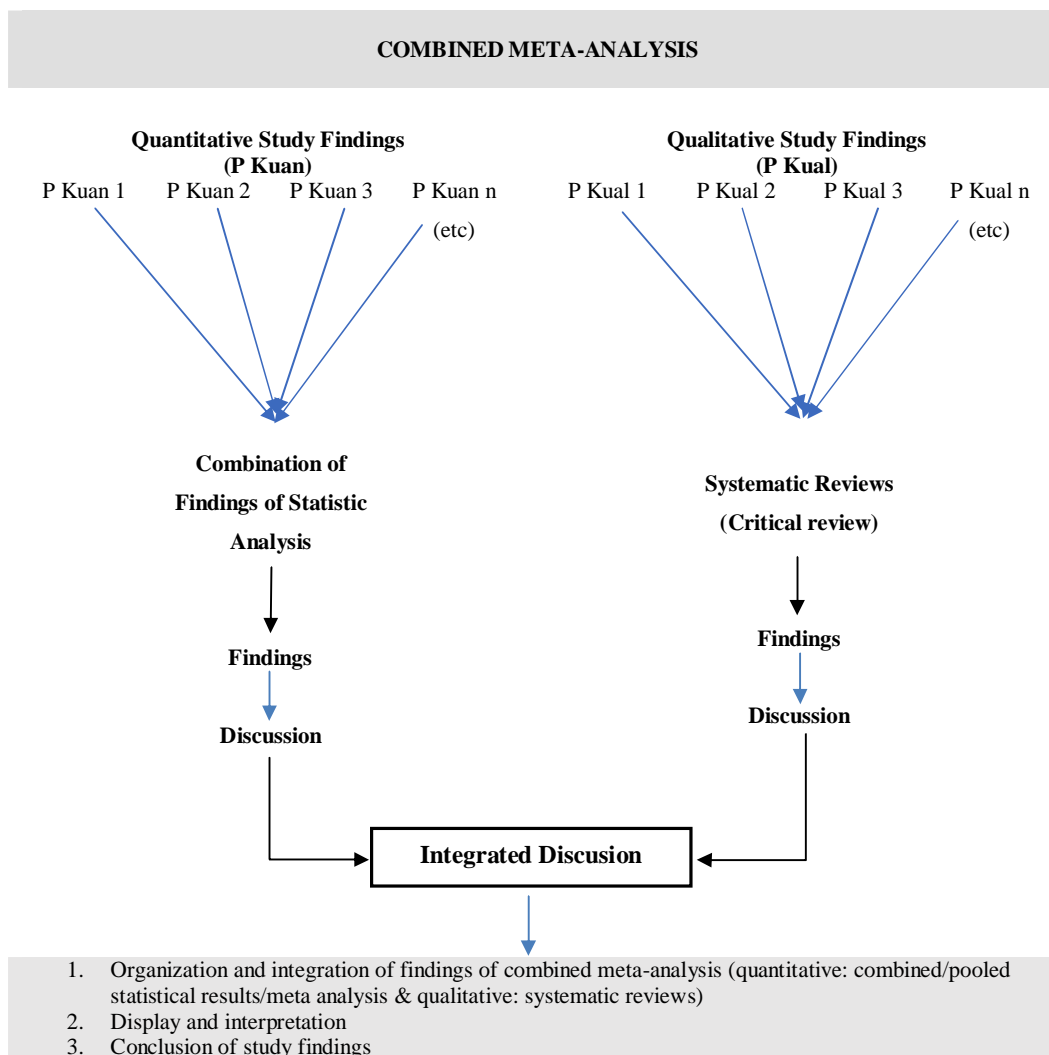 COMBINED META-ANALYSIS
Quantitative Study Findings
(P Kuan)
P Kuan 1 P Kuan 2 P Kuan 3 P Kuan n
(etc)
Qualitative Study Findings
(P Kual)
P Kual 1 P Kual 2 P Kual 3 P Kual n
(etc)
Combination of
Findings of Statistic
Analysis
Findings
Discussion
Systematic Reviews
(Critical review)
Findings
Discussion
Integrated Discusion
1. Organization and integration of findings of combined meta-analysis (quantitative: combined/pooled
statistical results/meta analysis & qualitative: systematic reviews)
2. Display and interpretation
3. Conclusion of study findings